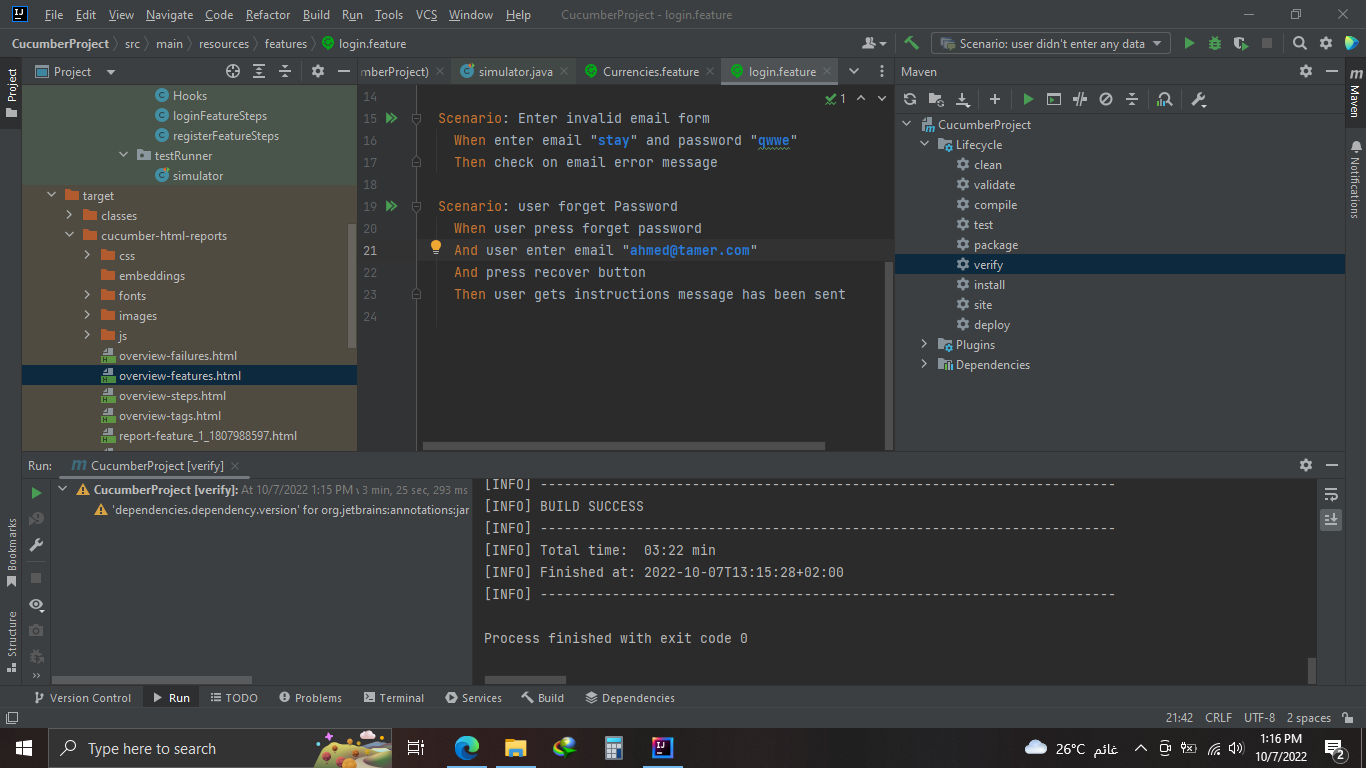 File Edit View Navigate Code Refactor Build Run Tools VCS Window Help CucumberProject - login.feature
CucumberProject src main resources features login.feature Scenario: user didn't enter any data
Project
Project
mberProject) simulator.java Currencies.feature login.feature
Maven
Hooks
loginFeatureSteps
registerFeatureSteps
testRunner
simulator
target
classes
cucumber-html-reports
css
embeddings
fonts
images
js
overview-failures.html
overview-features.html
overview-steps.html
overview-tags.html
report-feature_1_1807988597.html
1
14
15 Scenario: Enter invalid email form
16 When enter email "stay" and password "qwwe"
17 Then check on email error message
18
19 Scenario: user forget Password
20 When user press forget password
21 And user enter email "ahmed@tamer.com"
22 And press recover button
23 Then user gets instructions message has been sent
24
CucumberProject
Lifecycle
clean
validate
compile
test
package
verify
install
site
deploy
Plugins
Dependencies
m
Maven
Notifications
Run: m CucumberProject [verify]
CucumberProject [verify]: At 10/7/2022 1:15 PM 3 min, 25 sec, 293 ms
'dependencies.dependency.version' for org.jetbrains:annotations:jar
[INFO] ------------------------------------------------------------------------
[INFO] BUILD SUCCESS
[INFO] ------------------------------------------------------------------------
[INFO] Total time:  03:22 min
[INFO] Finished at: 2022-10-07T13:15:28+02:00
[INFO] ------------------------------------------------------------------------
Process finished with exit code 0
Bookmarks
Structure
Version Control Run TODO Problems Terminal Services Build Dependencies
21:42 CRLF UTF-8 2 spaces
Type here to search
26°C غائم
1:16 PM
10/7/2022
2